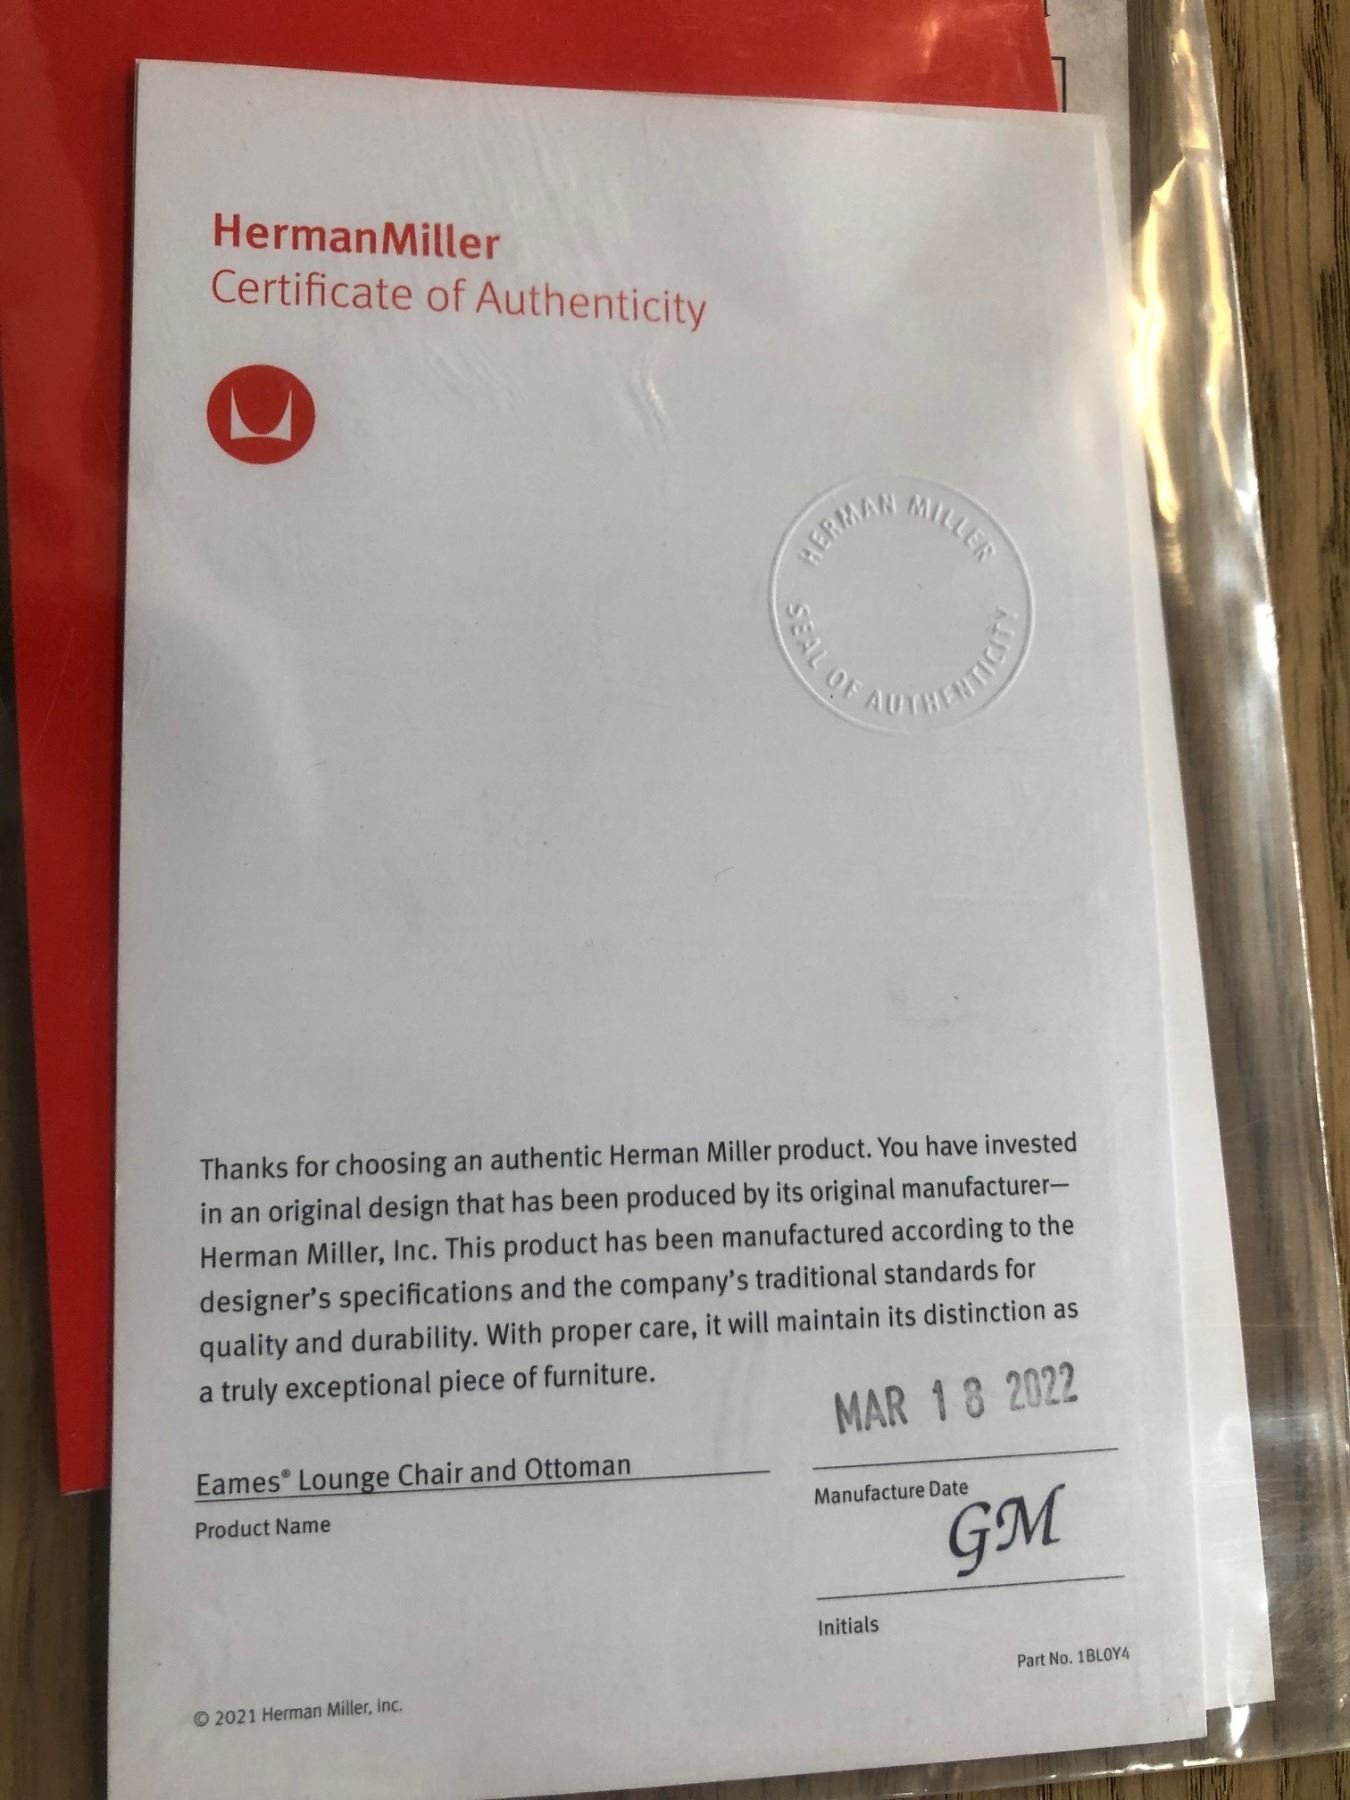 HermanMiller
Certificate of Authenticity
HERMAN MILLER
SEAL OF AUTHENTICITY
Thanks for choosing an authentic Herman Miller product. You have invested
in an original design that has been produced by its original manufacturer—
Herman Miller, Inc. This product has been manufactured according to the
designer's specifications and the company's traditional standards for
quality and durability. With proper care, it will maintain its distinction as
a truly exceptional piece of furniture.
MAR 18 2022
Eames® Lounge Chair and Ottoman
Manufacture Date
Product Name
GM
Initials
Part No. 1BL0Y4
© 2021 Herman Miller, Inc.